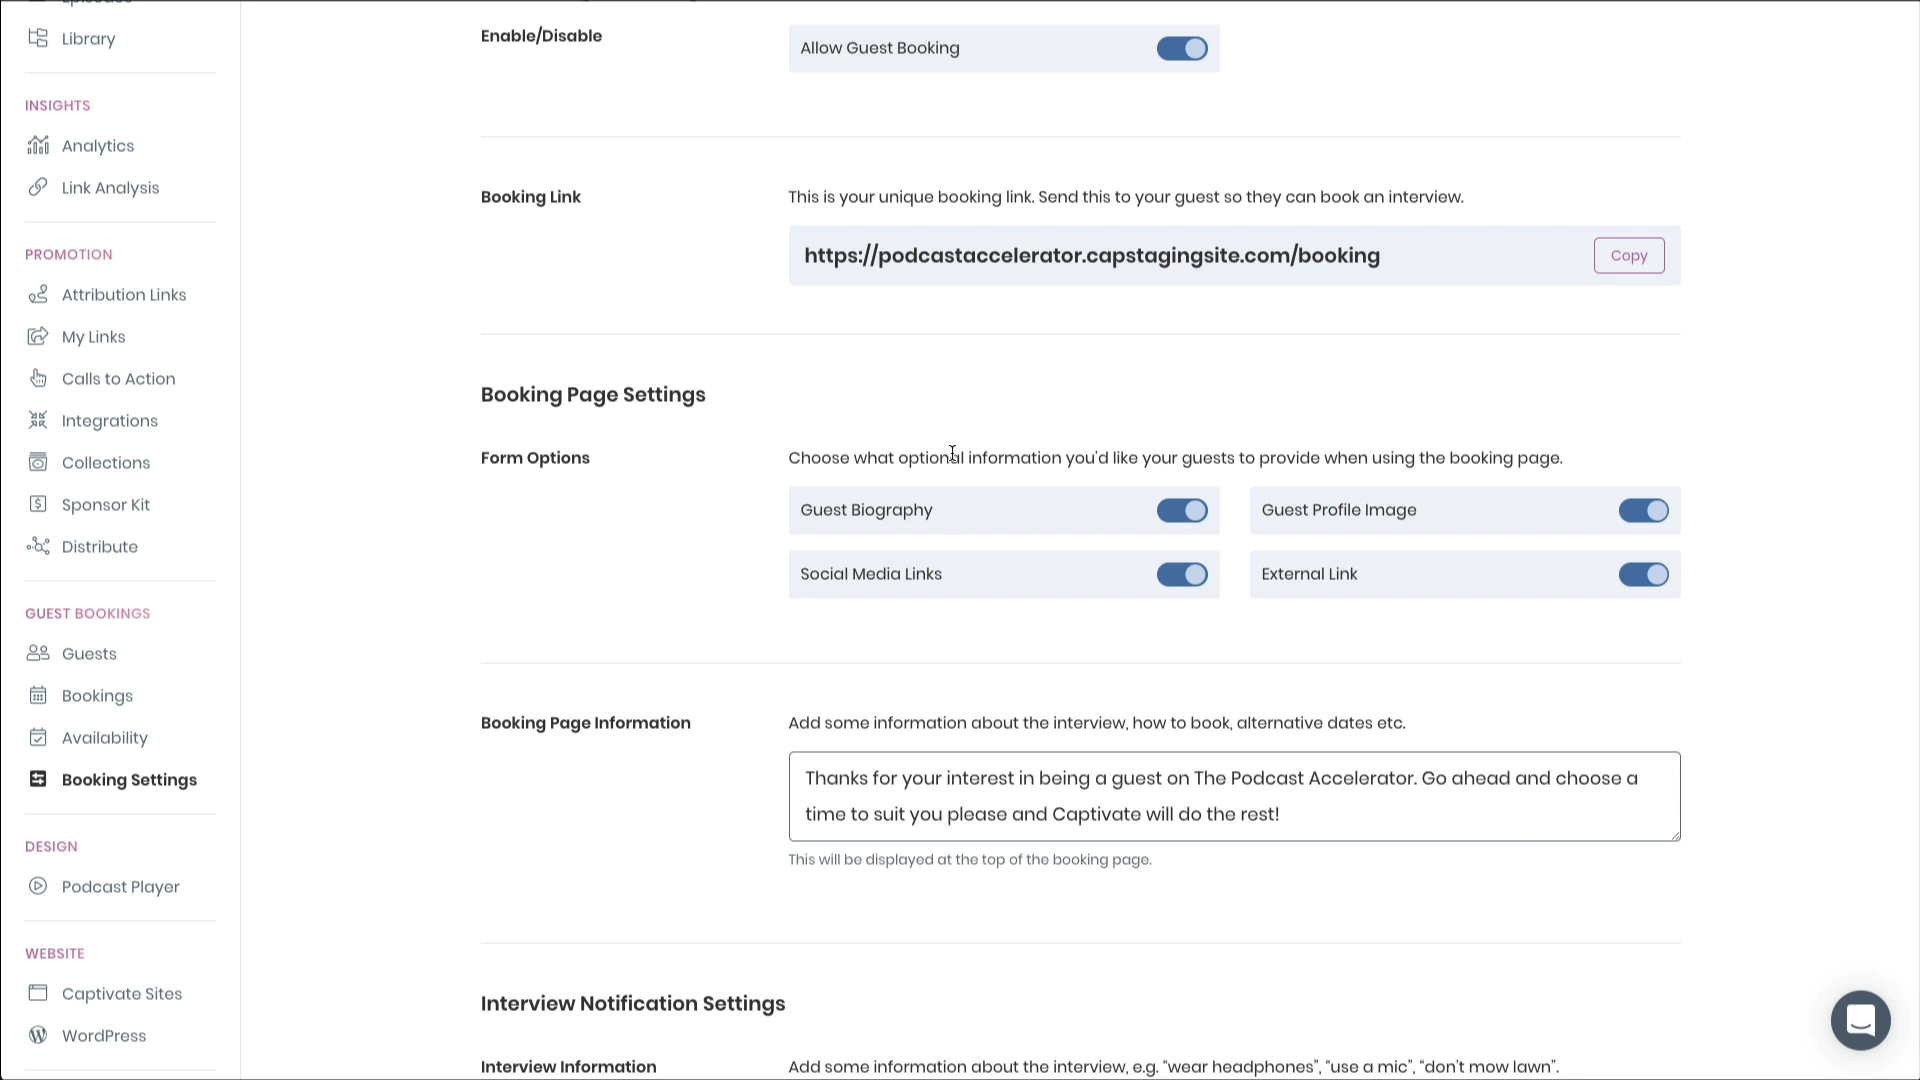 Library
INSIGHTS
Analytics
Link Analysis
PROMOTION
Attribution Links
My Links
Calls to Action
Integrations
Collections
Sponsor Kit
Distribute
GUEST BOOKINGS
Guests
Bookings
Availability
Booking Settings
DESIGN
Podcast Player
WEBSITE
Captivate Sites
WordPress
Enable/Disable
Allow Guest Booking
Booking Link
This is your unique booking link. Send this to your guest so they can book an interview.
https://podcastaccelerator.capstagingsite.com/booking
Copy
Booking Page Settings
Form Options
Choose what optional information you'd like your guests to provide when using the booking page.
Guest Biography
Guest Profile Image
Social Media Links
External Link
Booking Page Information
Add some information about the interview, how to book, alternative dates etc.
Thanks for your interest in being a guest on The Podcast Accelerator. Go ahead and choose a
time to suit you please and Captivate will do the rest!
This will be displayed at the top of the booking page.
Interview Notification Settings
Interview Information
Add some information about the interview, e.g. “wear headphones”, “use a mic”, “don't mow lawn”.